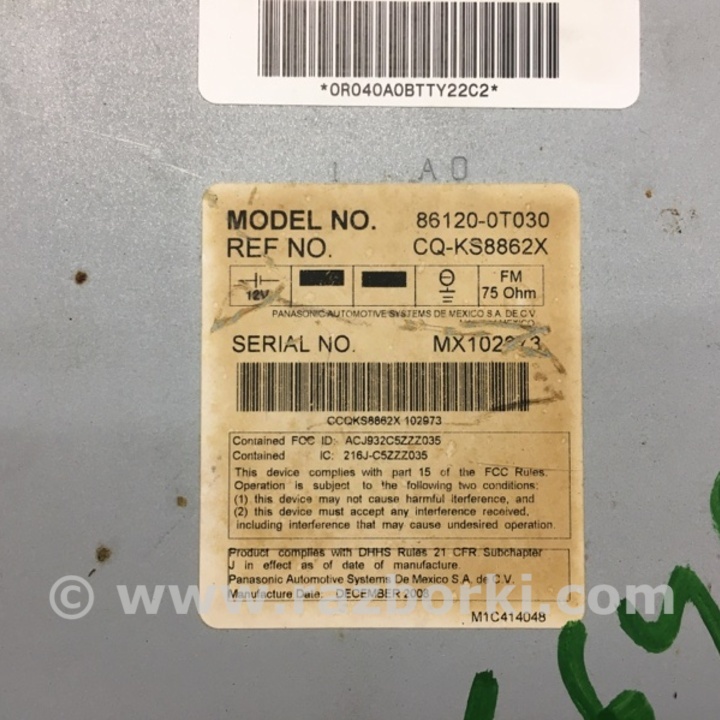 *0R040A0BTTY22C2*
A0
MODEL NO. 86120-0T030
REF NO. CQ-KS8862X
12V
FM
75 Ohm
PANASONIC AUTOMOTIVE SYSTEMS DE MEXICO S.A. DE C.V.
SERIAL NO. MX102973
CCQKS8862X 102973
Contained FCC ID: ACJ932C5ZZZ035
Contained IC: 216J-C5ZZZ035
This device complies with part 15 of the FCC Rules.
Operation is subject to the following two conditions:
(1) this device may not cause harmful iterference, and
(2) this device must accept any interference received,
including interference that may cause undesired operation.
Product complies with DHHS Rules 21 CFR Subchapter
J in effect as of date of manufacture.
Panasonic Automotive Systems De Mexico S.A. de C.V.
Manufacture Date: DECEMBER 2008
© www.razborki.com
M1C414048